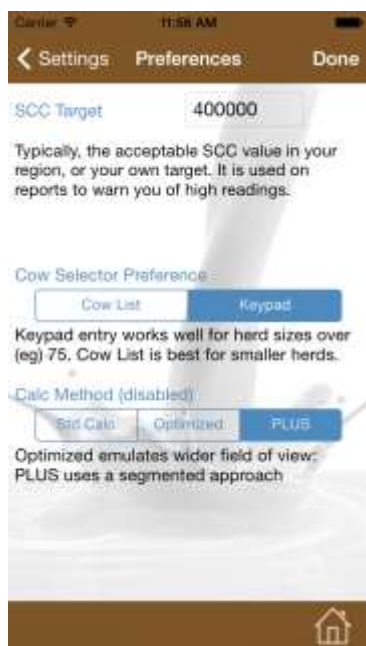 Carrier 11:56 AM
Settings Preferences Done
SCC Target 400000
Typically, the acceptable SCC value in your
region, or your own target. It is used on
reports to warn you of high readings.
Cow Selector Preference
Cow List Keypad
Keypad entry works well for herd sizes over
(eg) 75. Cow List is best for smaller herds.
Calc Method (disabled)
Std Calc Optimized PLUS
Optimized emulates wider field of view:
PLUS uses a segmented approach